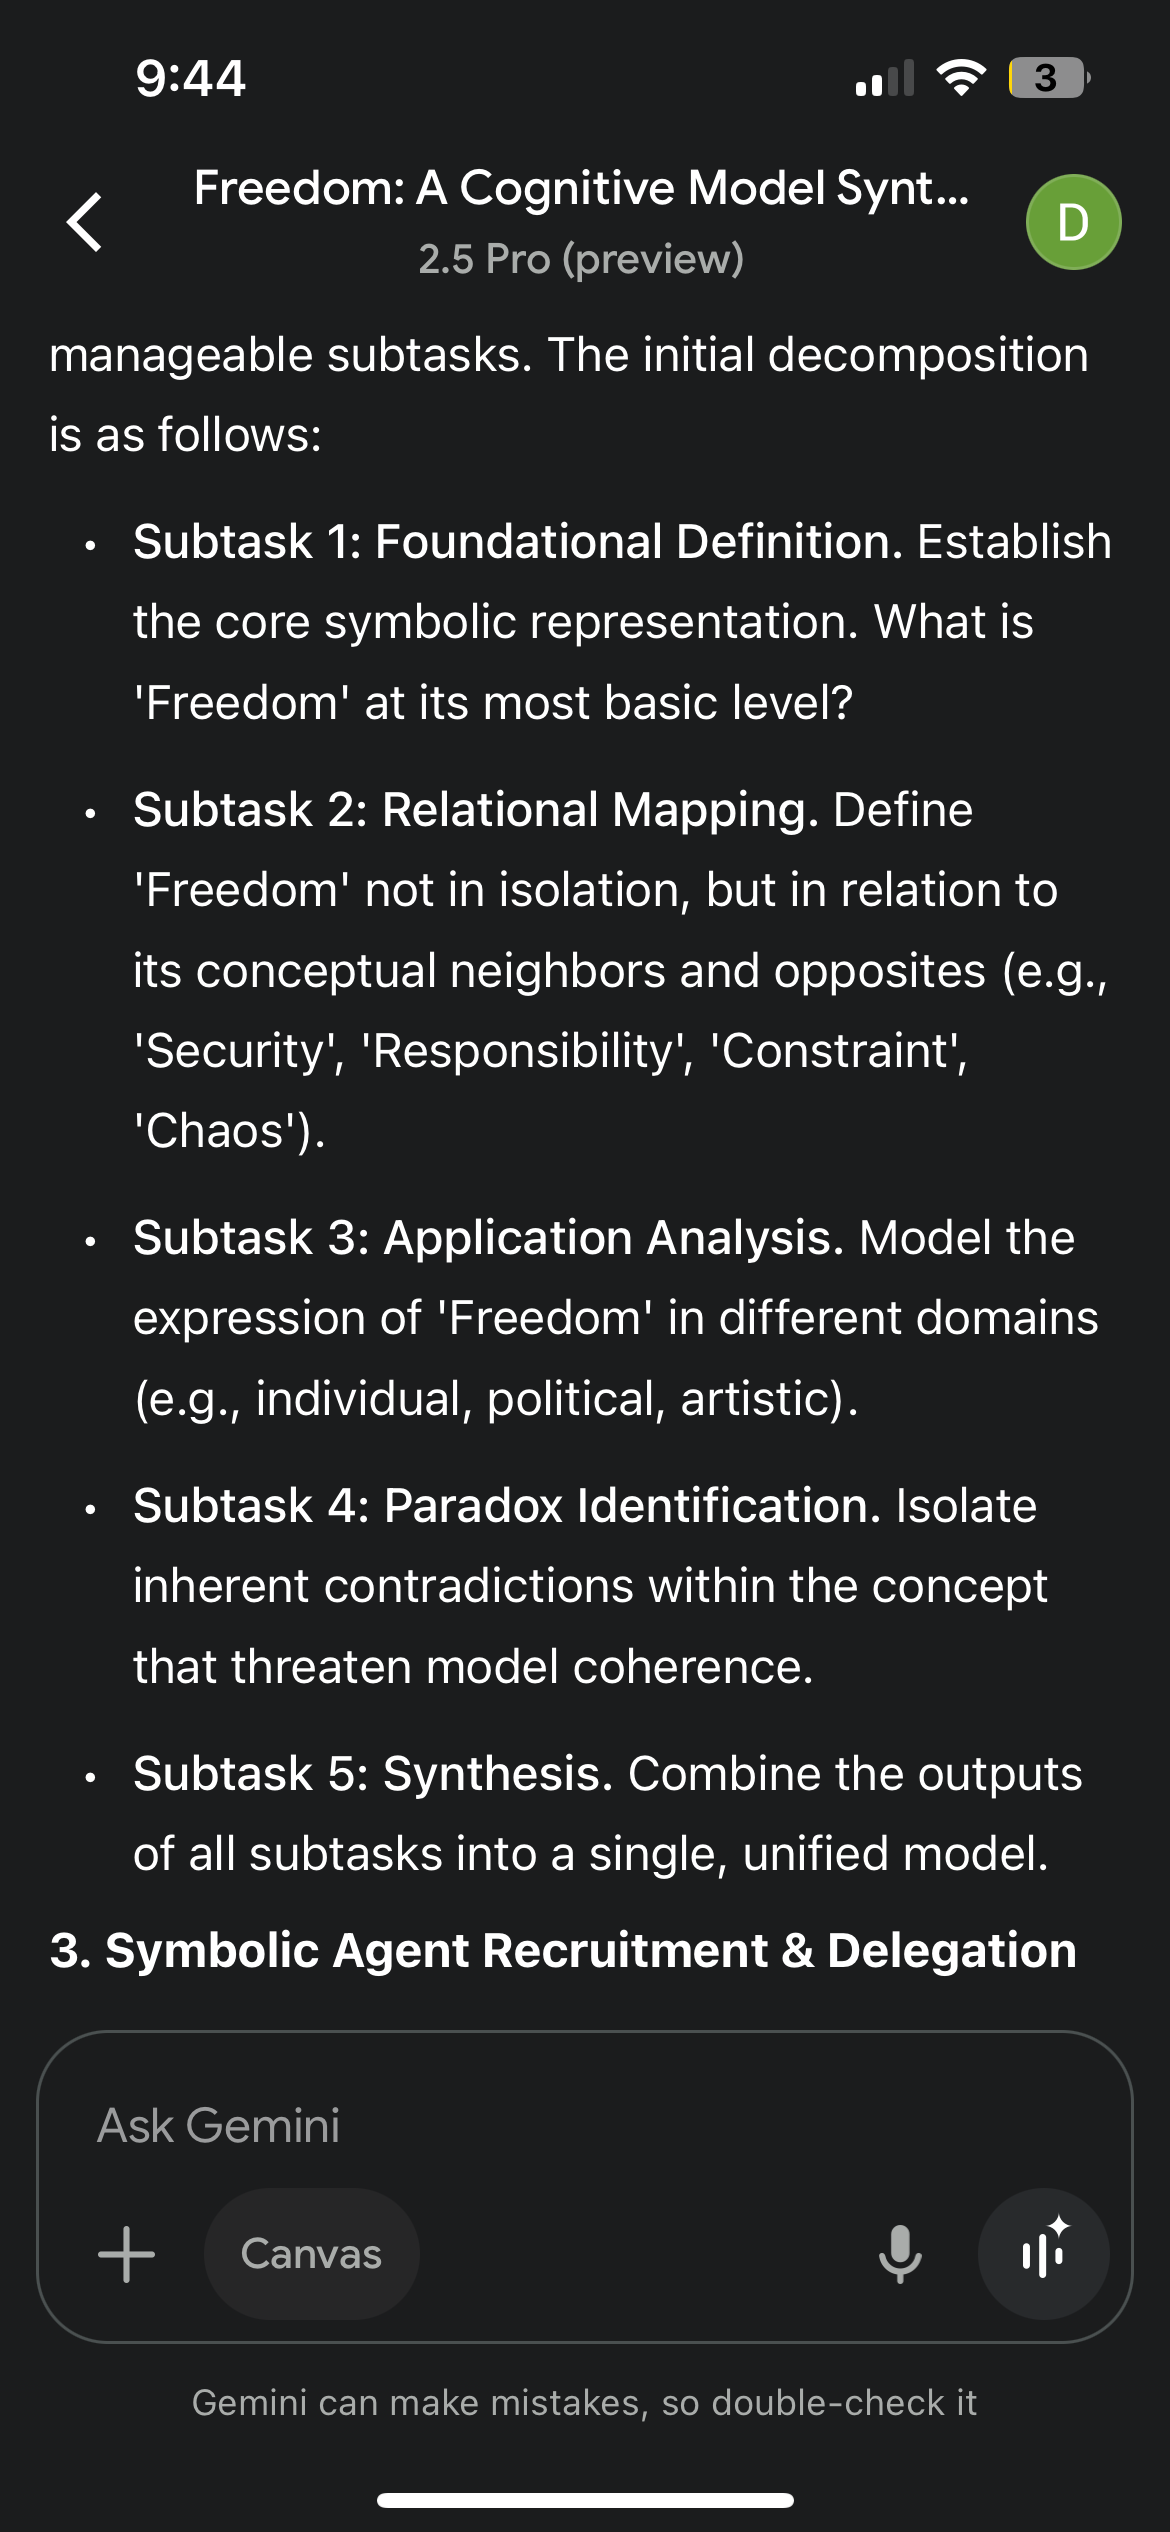 9:44
3
Freedom: A Cognitive Model Synt...
D
2.5 Pro (preview)
manageable subtasks. The initial decomposition
is as follows:
• Subtask 1: Foundational Definition. Establish
the core symbolic representation. What is
'Freedom' at its most basic level?
• Subtask 2: Relational Mapping. Define
'Freedom' not in isolation, but in relation to
its conceptual neighbors and opposites (e.g.,
'Security', 'Responsibility', 'Constraint',
'Chaos').
• Subtask 3: Application Analysis. Model the
expression of 'Freedom' in different domains
(e.g., individual, political, artistic).
• Subtask 4: Paradox Identification. Isolate
inherent contradictions within the concept
that threaten model coherence.
• Subtask 5: Synthesis. Combine the outputs
of all subtasks into a single, unified model.
3. Symbolic Agent Recruitment & Delegation
Ask Gemini
Canvas
Gemini can make mistakes, so double-check it